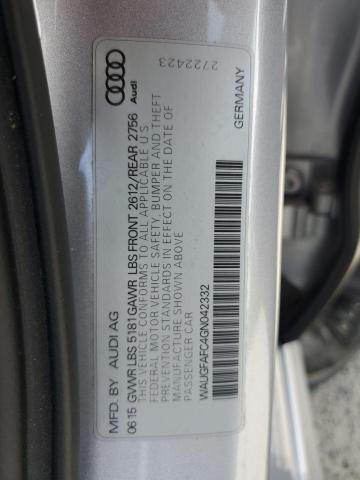 MFD. BY AUDI AG
0615 GVWR LBS 5181 GAWR LBS FRONT 2612/REAR 2756
THIS VEHICLE CONFORMS TO ALL APPLICABLE U S
FEDERAL MOTOR VEHICLE SAFETY, BUMPER AND THEFT
PREVENTION STANDARDS IN EFFECT ON THE DATE OF
MANUFACTURE SHOWN ABOVE
PASSENGER CAR
WAUGFAFC4GN042332
GERMANY
Audi
2722423